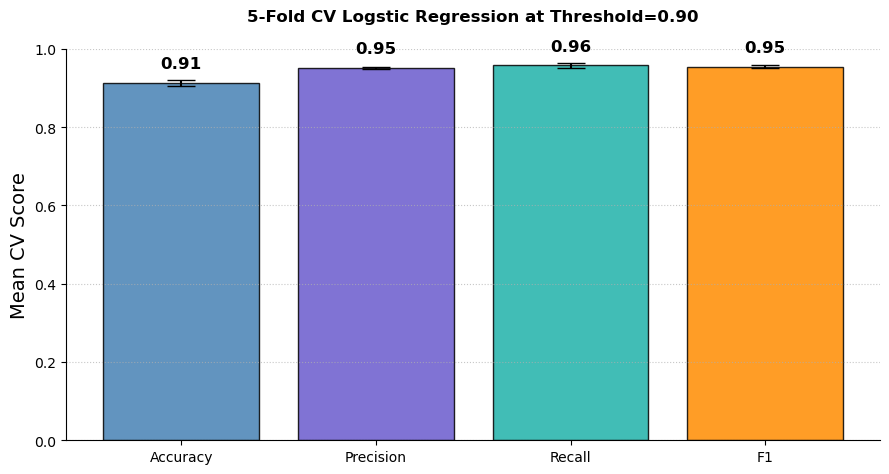 5-Fold CV Logstic Regression at Threshold=0.90
0.91
0.95
0.96
0.95
1.0
0.8
0.6
0.4
0.2
0.0
Mean CV Score
Accuracy
Precision
Recall
F1